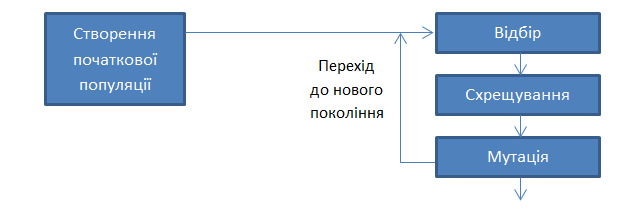 Створення
початкової
популяції
Відбір
Перехід
до нового
покоління
Схрещування
Мутація